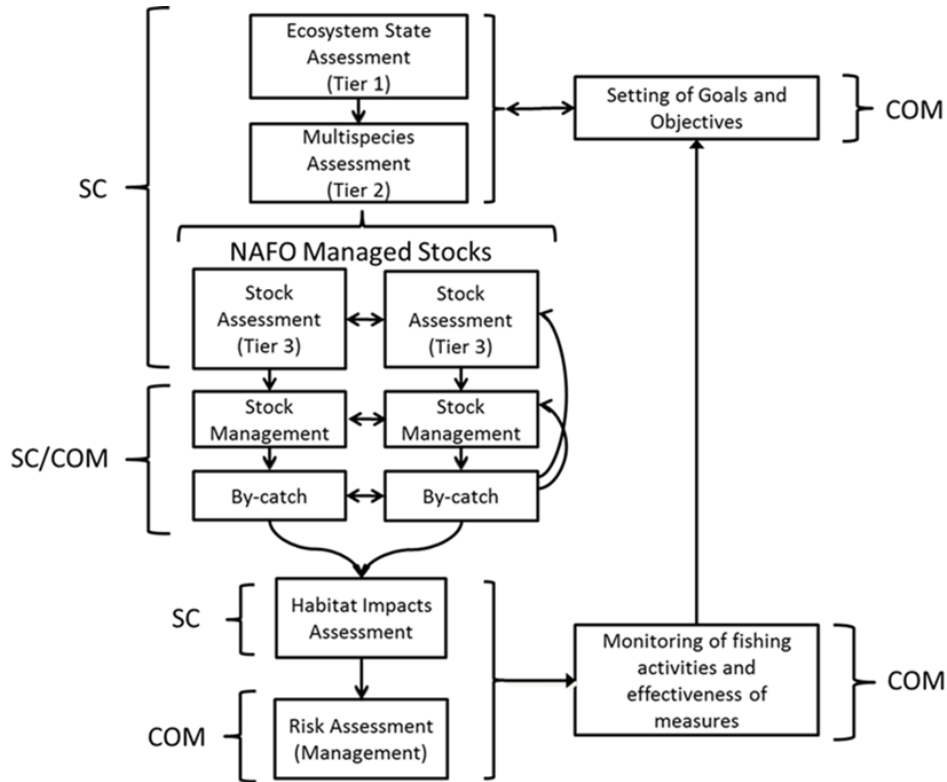 Ecosystem State
Assessment
(Tier 1)
Setting of Goals and
Objectives
COM
Multispecies
Assessment
(Tier 2)
SC
NAFO Managed Stocks
Stock
Assessment
(Tier 3)
Stock
Assessment
(Tier 3)
Stock
Management
Stock
Management
SC/COM
By-catch
By-catch
SC
Habitat Impacts
Assessment
Monitoring of fishing
activities and
effectiveness of
measures
COM
COM
Risk Assessment
(Management)